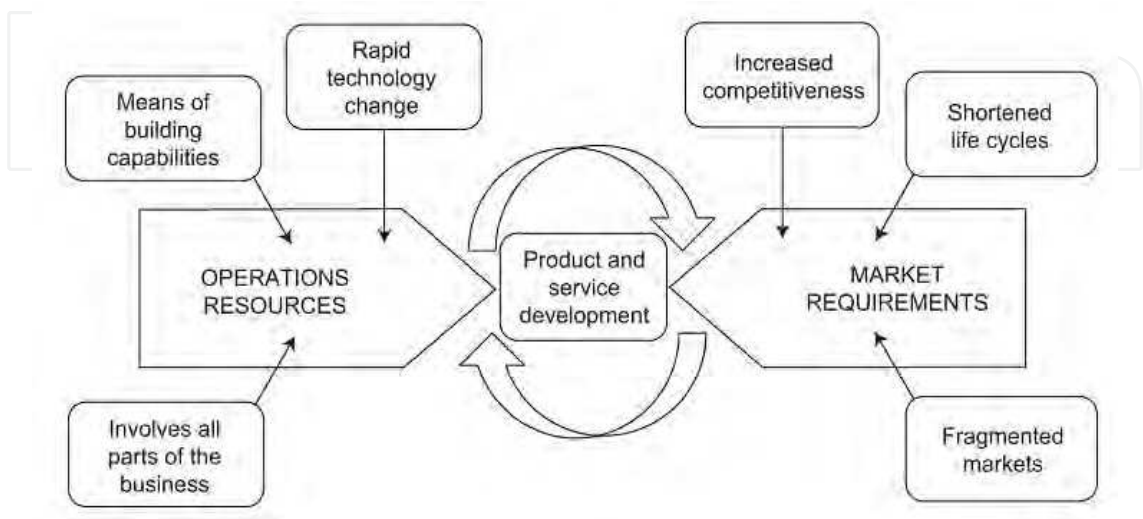 Means of
building
capabilities
Rapid
technology
change
Increased
competitiveness
Shortened
life cycles
OPERATIONS
RESOURCES
Product and
service
development
MARKET
REQUIREMENTS
Involves all
parts of the
business
Fragmented
markets